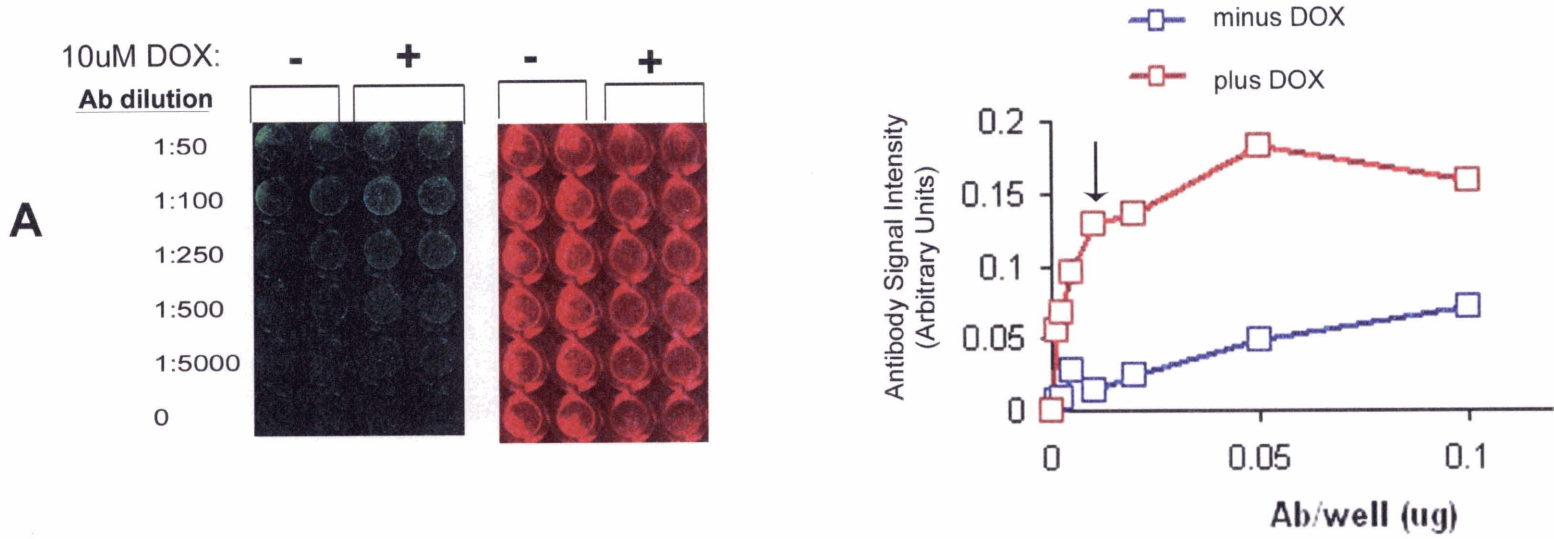 10uM DOX:
- + - +
Ab dilution
1:50
1:100
1:250
1:500
1:5000
0
A
minus DOX
plus DOX
Antibody Signal Intensity
(Arbitrary Units)
0.2
0.15
0.1
0.05
0
0 0.05 0.1
Ab/well (ug)